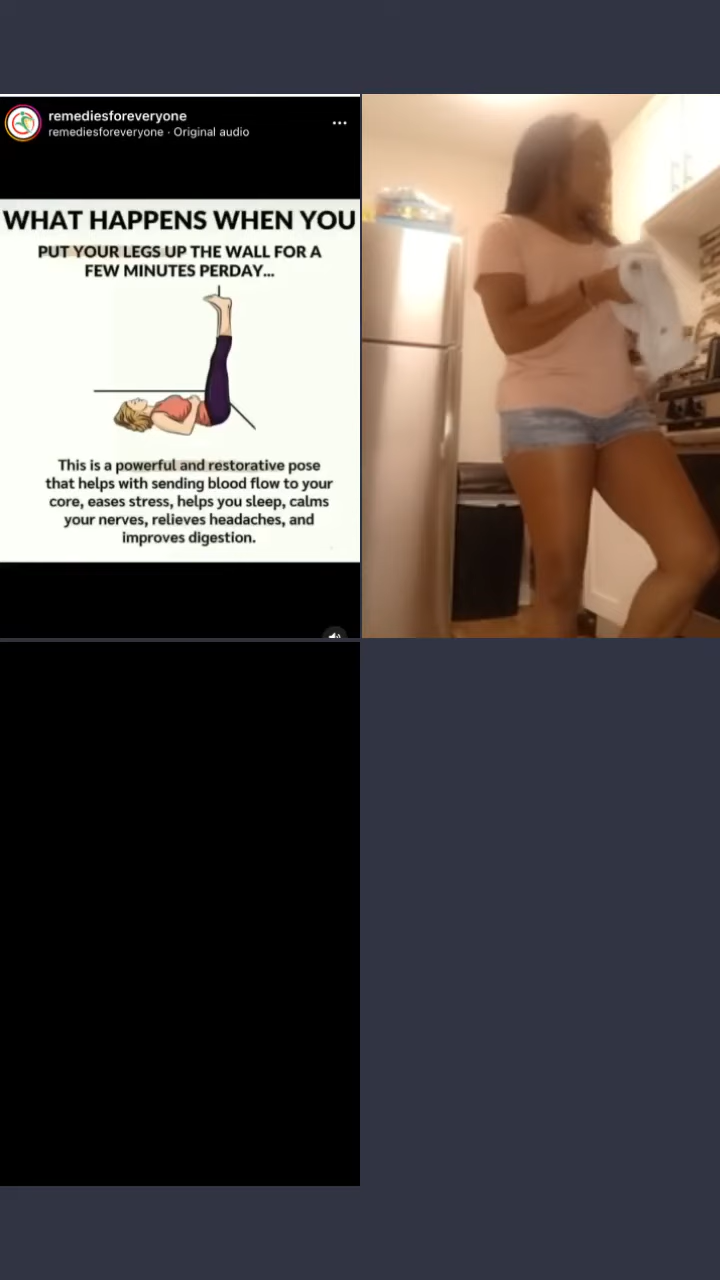 remediesforeveryone
remediesforeveryone · Original audio
WHAT HAPPENS WHEN YOU
PUT YOUR LEGS UP THE WALL FOR A
FEW MINUTES PERDAY...
This is a powerful and restorative pose
that helps with sending blood flow to your
core, eases stress, helps you sleep, calms
your nerves, relieves headaches, and
improves digestion.